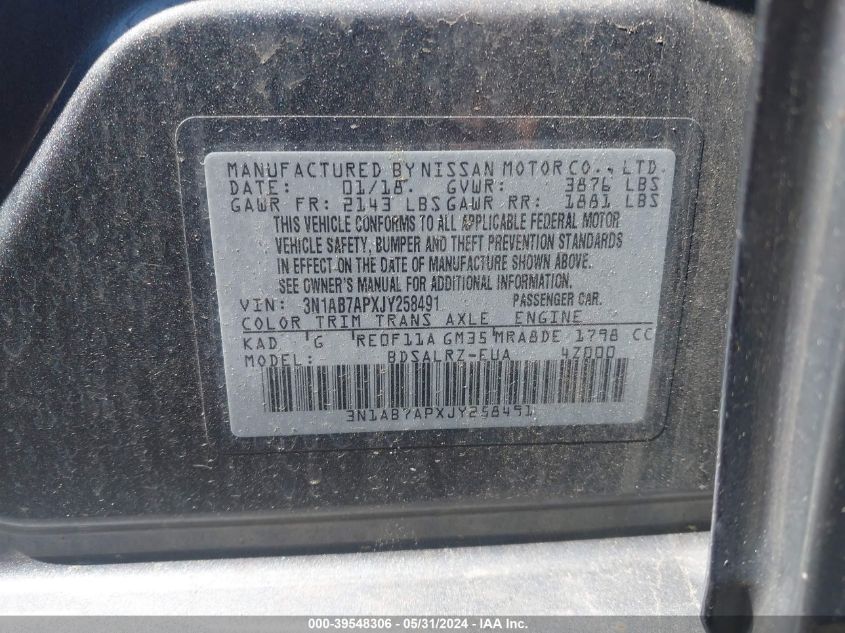 MANUFACTURED BY NISSAN MOTOR CO., LTD.
DATE: 01/18. GVWR: 3876 LBS
GAWR FR: 2143 LBS GAWR RR: 1881 LBS
THIS VEHICLE CONFORMS TO ALL APPLICABLE FEDERAL MOTOR
VEHICLE SAFETY, BUMPER AND THEFT PREVENTION STANDARDS
IN EFFECT ON THE DATE OF MANUFACTURE SHOWN ABOVE.
SEE OWNER'S MANUAL FOR ADDITIONAL INFORMATION.
VIN: 3N1AB7APXJY258491 PASSENGER CAR.
COLOR TRIM TRANS AXLE ENGINE
KAD G RE0F11A GM35 MRA8DE 1798 CC
MODEL: BDSALRZ-EUA 4Z000
3N1AB7APXJY258491
000-39548306 - 05/31/2024 - IAA Inc.